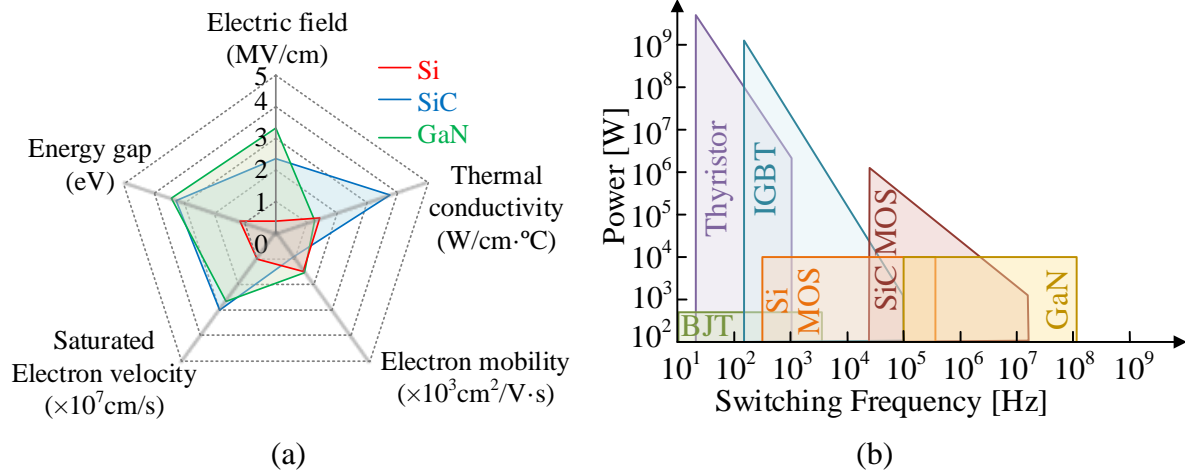 Electric field
(MV/cm)
Si
SiC
GaN
5
4
3
2
1
0
Energy gap
(eV)
Thermal
conductivity
(W/cm·ºC)
Saturated
Electron velocity
(×10⁷cm/s)
Electron mobility
(×10³cm²/V·s)
(a)
Power [W]
10⁹
10⁸
10⁷
10⁶
10⁵
10⁴
10³
10²
Thyristor
IGBT
SiC MOS
Si
MOS
BJT
GaN
10¹ 10² 10³ 10⁴ 10⁵ 10⁶ 10⁷ 10⁸ 10⁹
Switching Frequency [Hz]
(b)